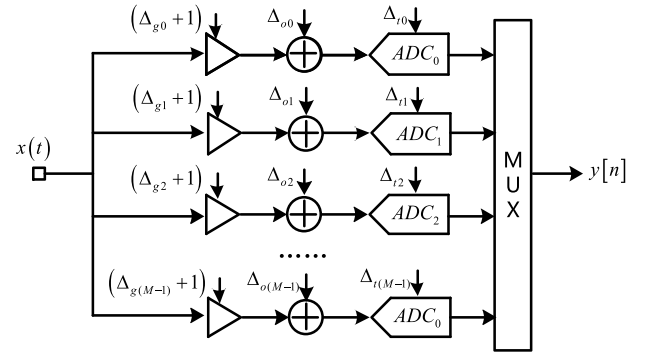 (Δg0 + 1) Δo0 Δt0
ADC0
(Δg1 + 1) Δo1 Δt1
ADC1
x(t)
(Δg2 + 1) Δo2 Δt2
ADC2
MUX
y[n]
......
(Δg(M−1) + 1) Δo(M−1) Δt(M−1)
ADC0